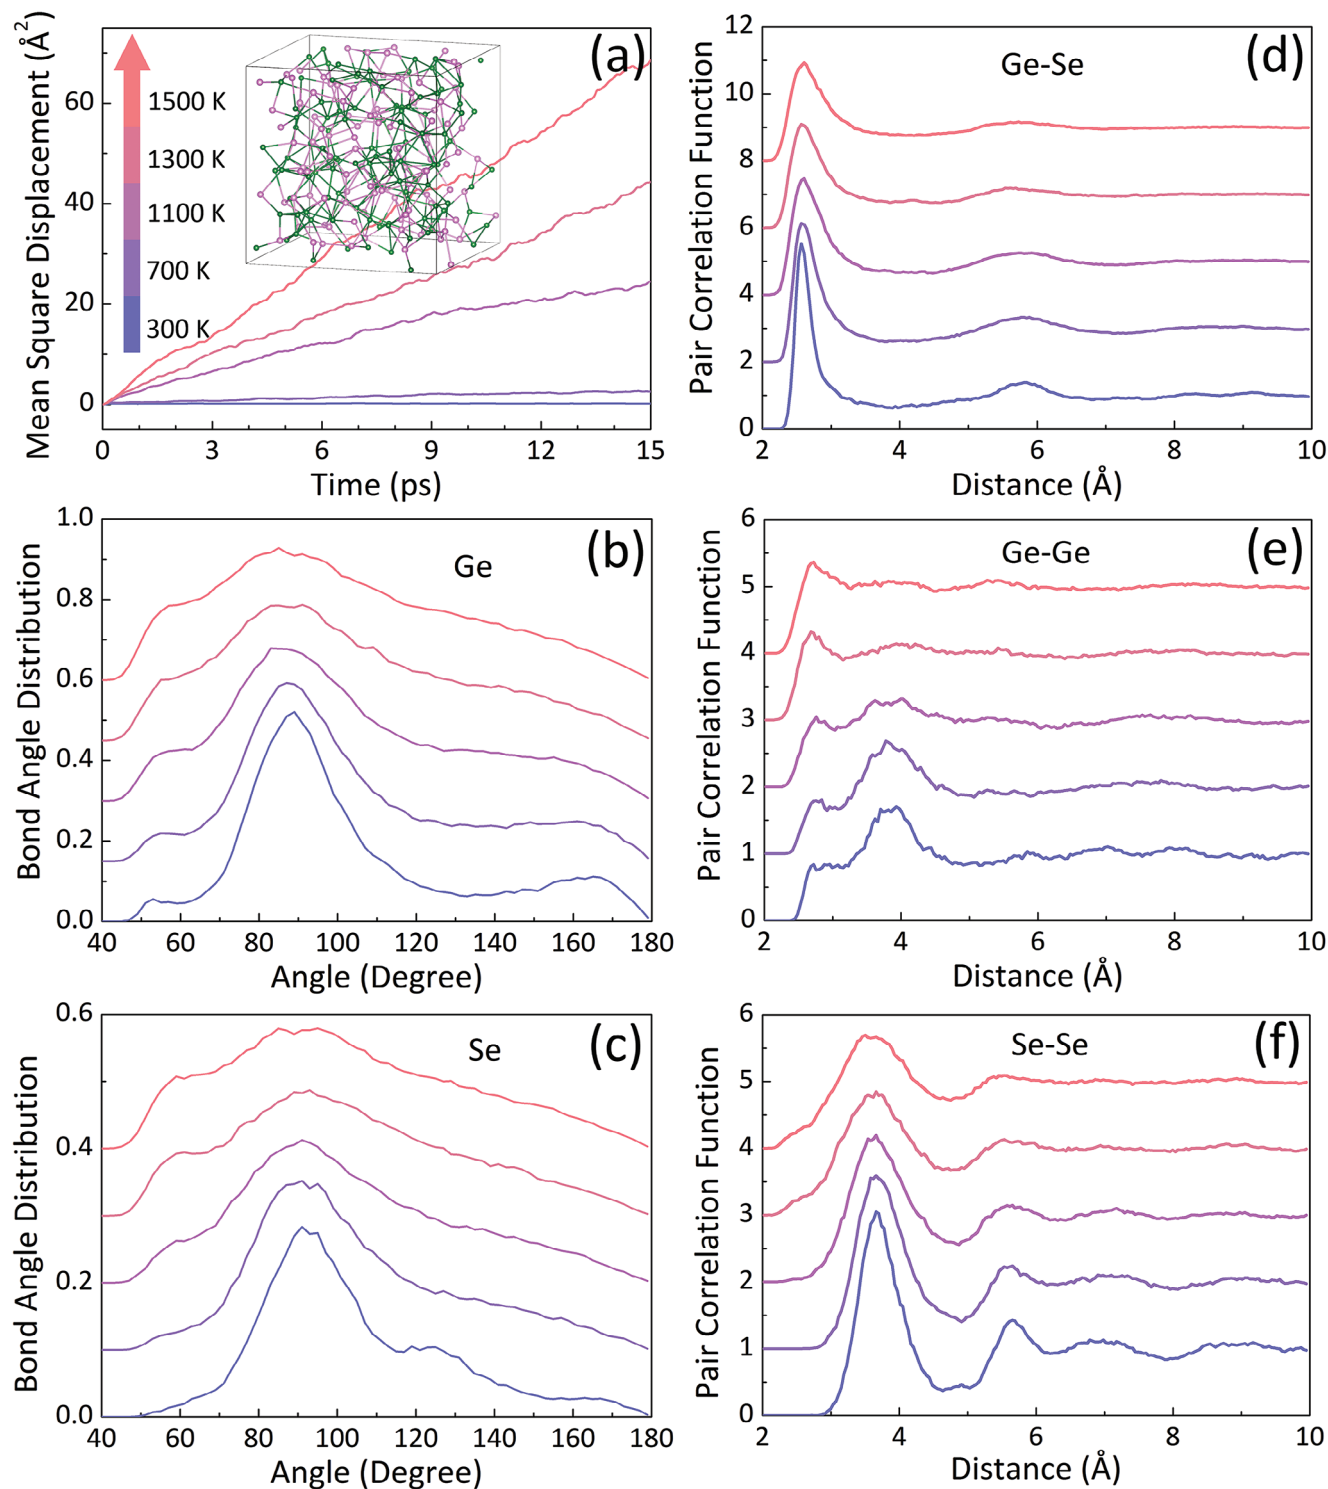 (a)
Mean Square Displacement (Å²)
60
40
20
0
1500 K
1300 K
1100 K
700 K
300 K
0 3 6 9 12 15
Time (ps)
(d)
Ge-Se
Pair Correlation Function
12
10
8
6
4
2
0
2 4 6 8 10
Distance (Å)
(b)
Ge
Bond Angle Distribution
1.0
0.8
0.6
0.4
0.2
0.0
40 60 80 100 120 140 160 180
Angle (Degree)
(e)
Ge-Ge
Pair Correlation Function
6
5
4
3
2
1
0
2 4 6 8 10
Distance (Å)
(c)
Se
Bond Angle Distribution
0.6
0.4
0.2
0.0
40 60 80 100 120 140 160 180
Angle (Degree)
(f)
Se-Se
Pair Correlation Function
6
5
4
3
2
1
0
2 4 6 8 10
Distance (Å)